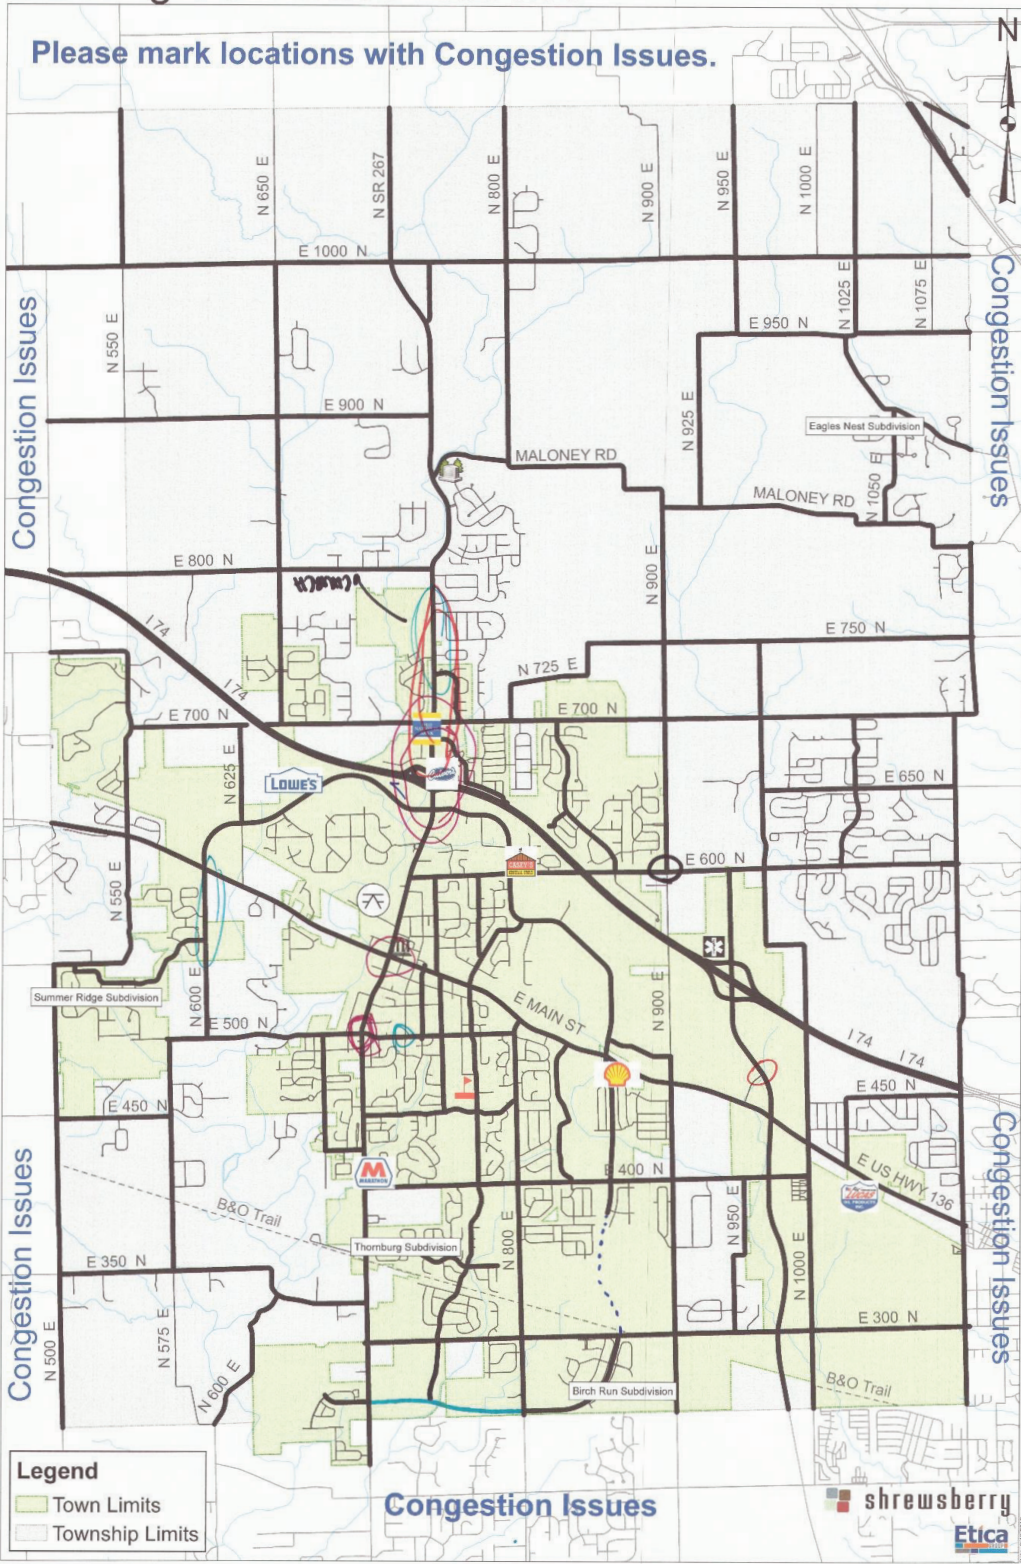 Please mark locations with Congestion Issues.
N
N 650 E
N SR 267
N 800 E
N 900 E
N 950 E
N 1000 E
E 1000 N
Congestion Issues
Congestion Issues
N 550 E
N 1025 E
N 1075 E
E 950 N
E 900 N
N 925 E
Eagles Nest Subdivision
MALONEY RD
N 1050 E
MALONEY RD
E 800 N
CHURCH
N 900 E
I 74
E 750 N
N 725 E
I 74
E 700 N
E 700 N
N 625 E
LOWE'S
E 650 N
CASEY'S
E 600 N
N 550 E
Summer Ridge Subdivision
N 600 E
E 500 N
E MAIN ST
N 900 E
I 74
I 74
E 450 N
E 450 N
Congestion Issues
Congestion Issues
M
MARATHON
E 400 N
E US HWY 136
LUCAS
B&O Trail
N 950 E
Thornburg Subdivision
N 800 E
E 350 N
N 1000 E
E 300 N
N 500 E
N 575 E
N 600 E
Birch Run Subdivision
B&O Trail
Legend
Town Limits
Township Limits
Congestion Issues
shrewsberry
Etica